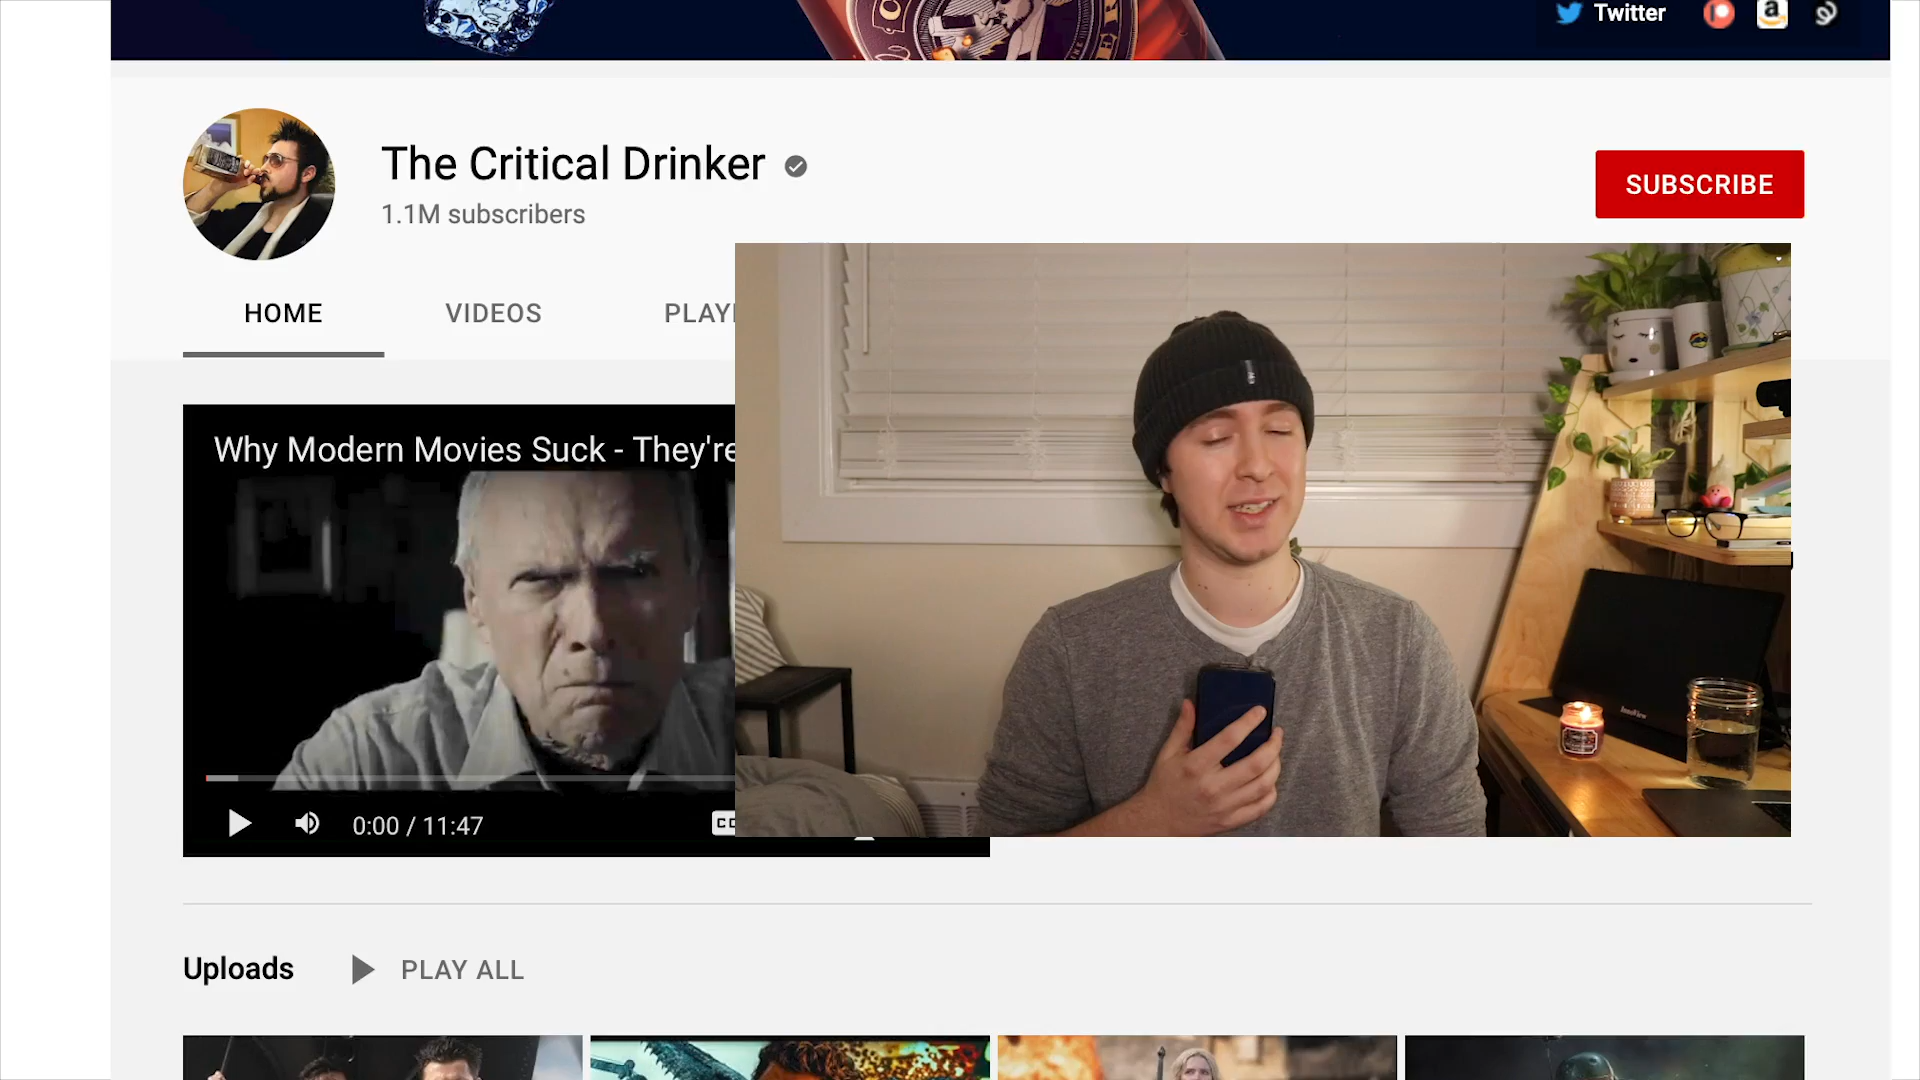 Twitter
The Critical Drinker
1.1M subscribers
SUBSCRIBE
HOME
VIDEOS
Why Modern Movies Suck - They're
0:00 / 11:47
Uploads
PLAY ALL